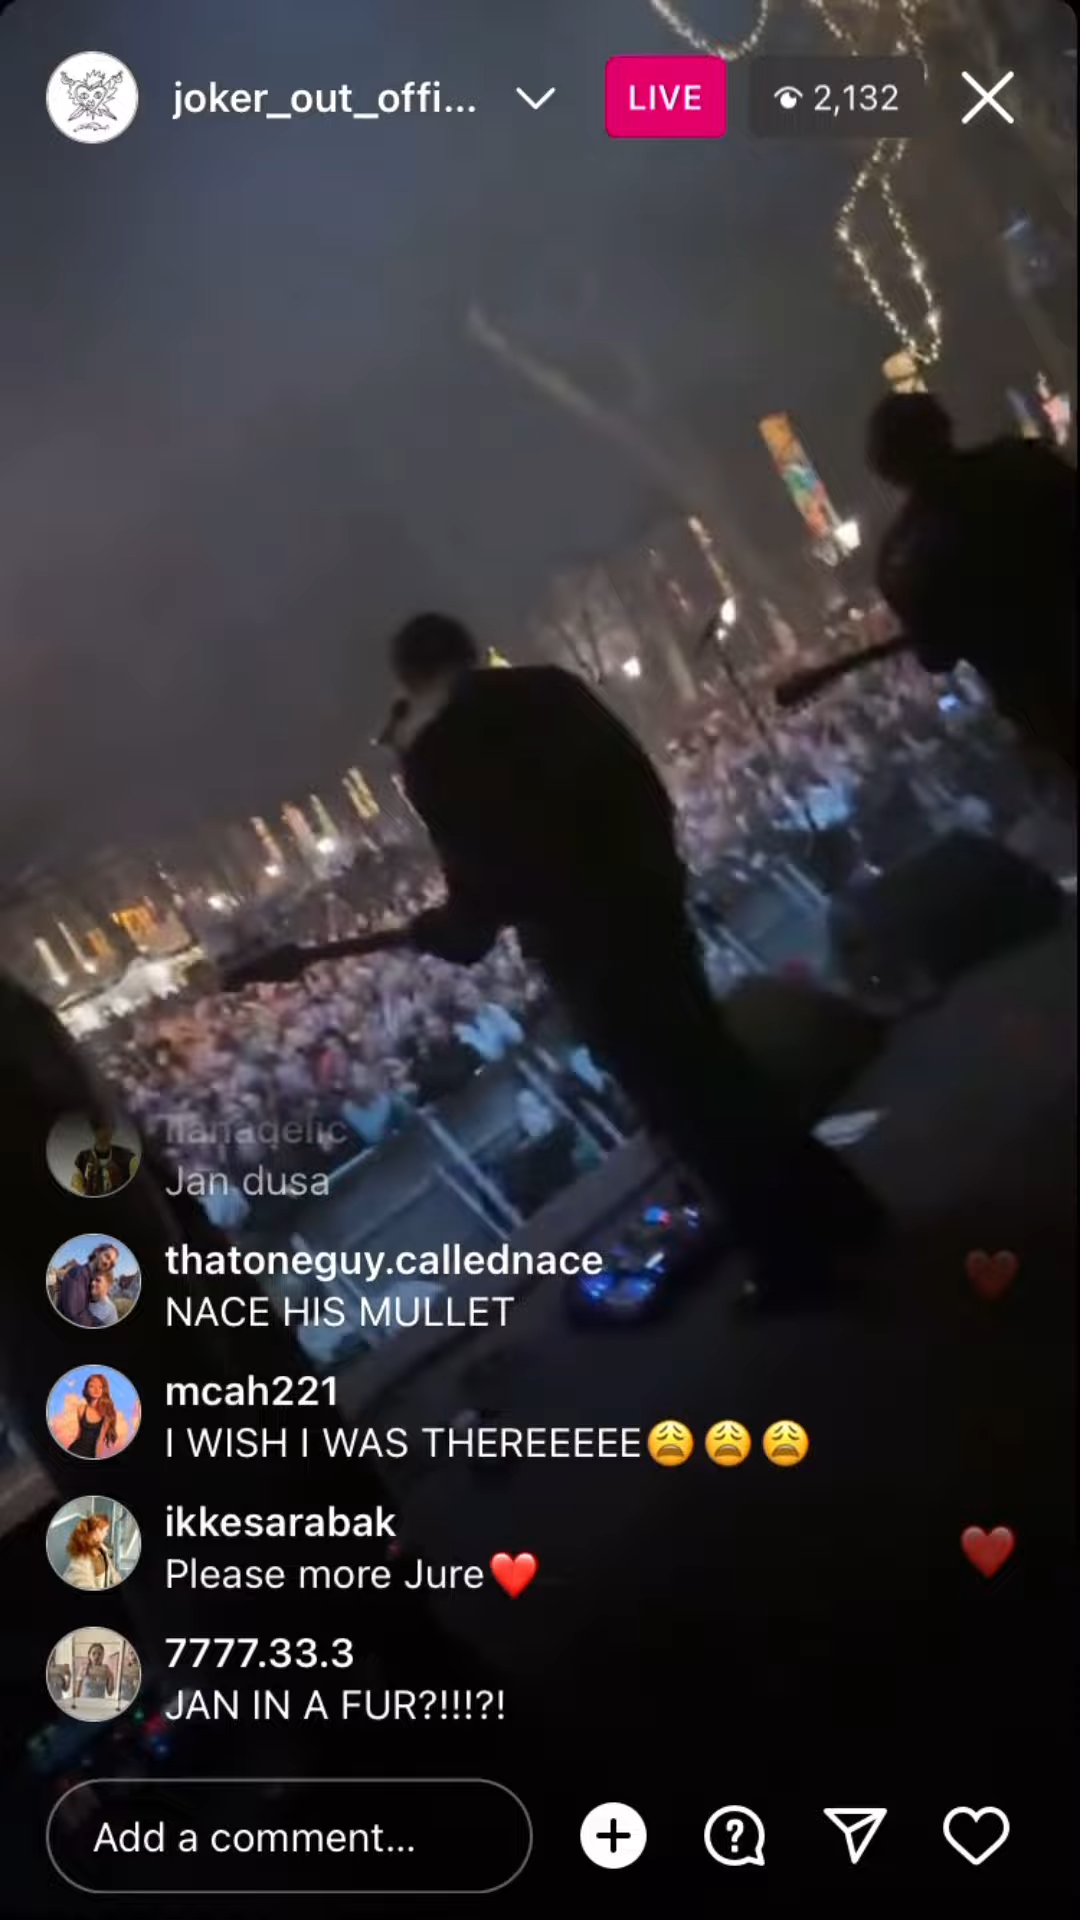 joker_out_offi...
LIVE
2,132
Jan dusa
thatoneguy.callednace
NACE HIS MULLET
mcah221
I WISH I WAS THEREEEEE😩😩😩
ikkesarabak
Please more Jure❤️
7777.33.3
JAN IN A FUR?!!!?!
Add a comment...